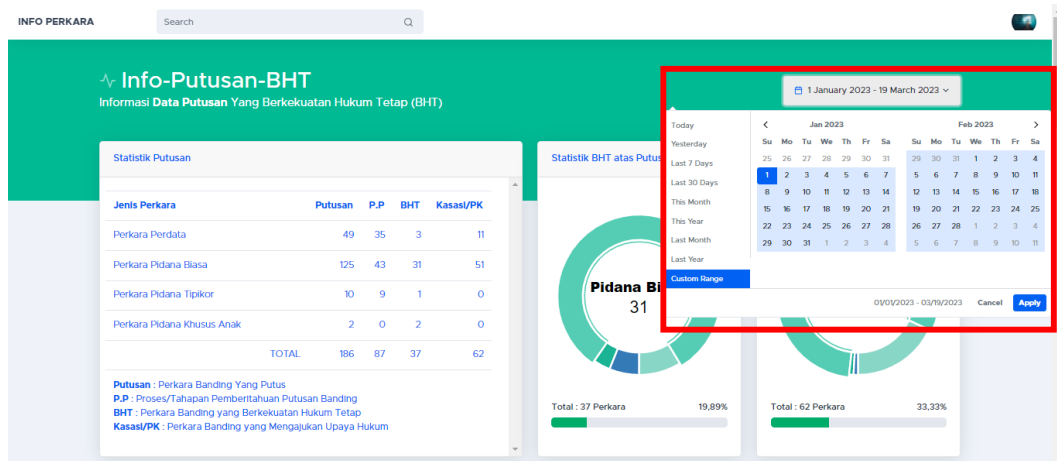 INFO PERKARA
Search
Info-Putusan-BHT
Informasi Data Putusan Yang Berkekuatan Hukum Tetap (BHT)
1 January 2023 - 19 March 2023
Today
Yesterday
Last 7 Days
Last 30 Days
This Month
This Year
Last Month
Last Year
Custom Range
Jan 2023
Su Mo Tu We Th Fr Sa
25 26 27 28 29 30 31
1 2 3 4 5 6 7
8 9 10 11 12 13 14
15 16 17 18 19 20 21
22 23 24 25 26 27 28
29 30 31 1 2 3 4
Feb 2023
Su Mo Tu We Th Fr Sa
29 30 31 1 2 3 4
5 6 7 8 9 10 11
12 13 14 15 16 17 18
19 20 21 22 23 24 25
26 27 28 1 2 3 4
5 6 7 8 9 10 11
01/01/2023 - 03/19/2023 Cancel Apply
Statistik Putusan
Jenis Perkara Putusan P.P BHT Kasasi/PK
Perkara Perdata 49 35 3 11
Perkara Pidana Biasa 125 43 31 51
Perkara Pidana Tipikor 10 9 1 0
Perkara Pidana Khusus Anak 2 0 2 0
TOTAL 186 87 37 62
Putusan : Perkara Banding Yang Putus
P.P : Proses/Tahapan Pemberitahuan Putusan Banding
BHT : Perkara Banding yang Berkekuatan Hukum Tetap
Kasasi/PK : Perkara Banding yang Mengajukan Upaya Hukum
Statistik BHT atas Putus
Pidana Bi
31
Total : 37 Perkara 19,89%
Total : 62 Perkara 33,33%